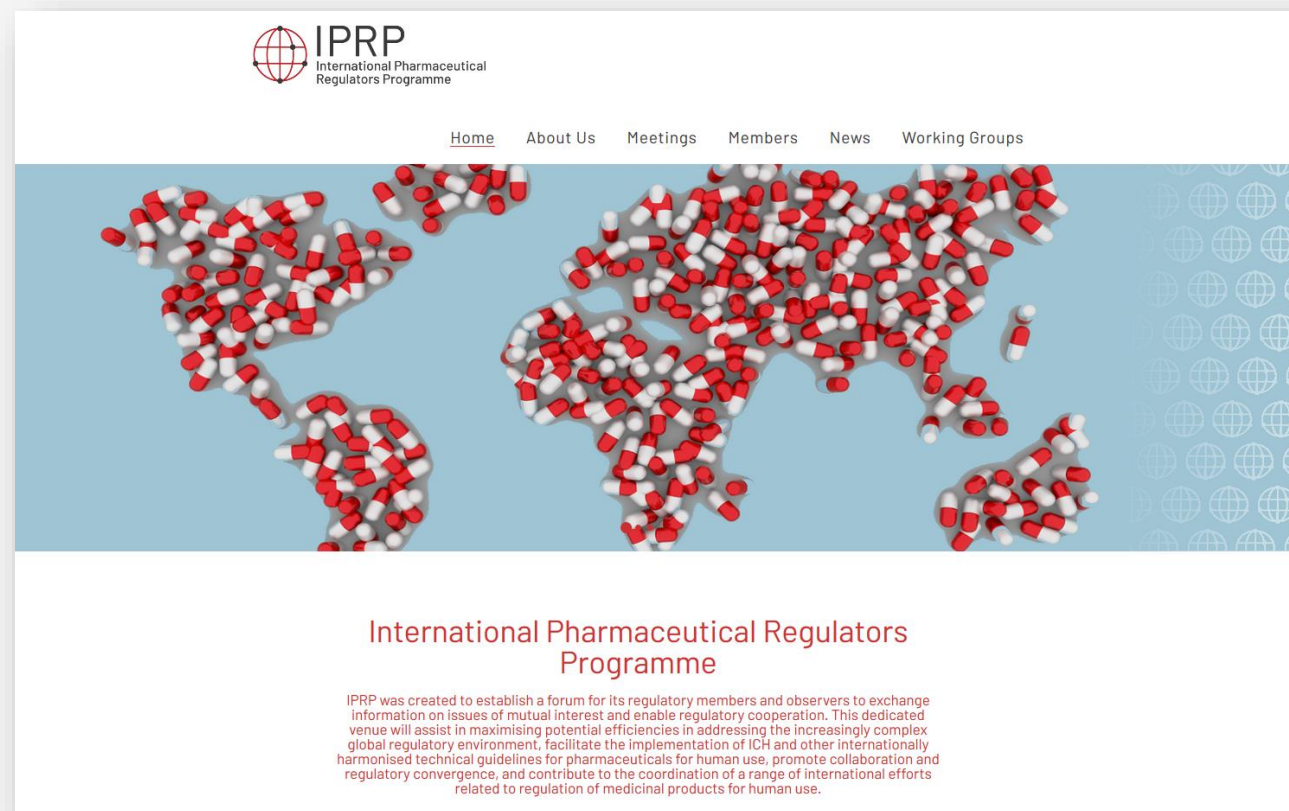 IPRP
International Pharmaceutical
Regulators Programme
Home About Us Meetings Members News Working Groups
International Pharmaceutical Regulators
Programme
IPRP was created to establish a forum for its regulatory members and observers to exchange
information on issues of mutual interest and enable regulatory cooperation. This dedicated
venue will assist in maximising potential efficiencies in addressing the increasingly complex
global regulatory environment, facilitate the implementation of ICH and other internationally
harmonised technical guidelines for pharmaceuticals for human use, promote collaboration and
regulatory convergence, and contribute to the coordination of a range of international efforts
related to regulation of medicinal products for human use.